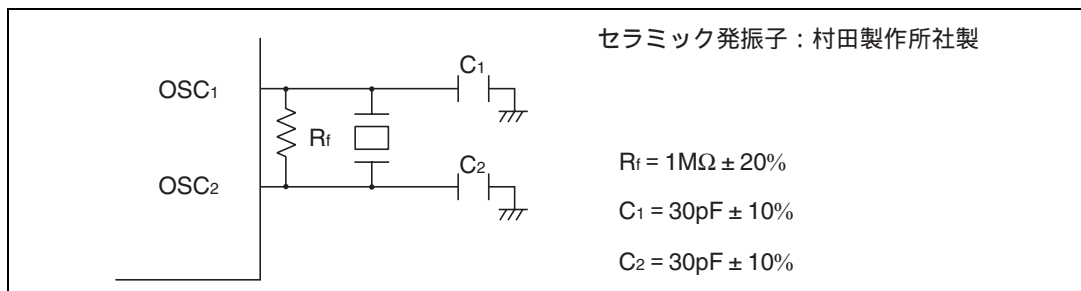 セラミック発振子：村田製作所社製
C1
OSC1
Rf
C2
OSC2
Rf = 1MΩ ± 20%
C1 = 30pF ± 10%
C2 = 30pF ± 10%